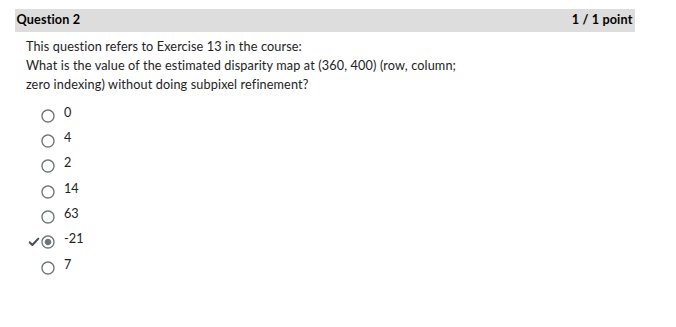 Question 2 1 / 1 point
This question refers to Exercise 13 in the course:
What is the value of the estimated disparity map at (360, 400) (row, column;
zero indexing) without doing subpixel refinement?
0
4
2
14
63
-21
7